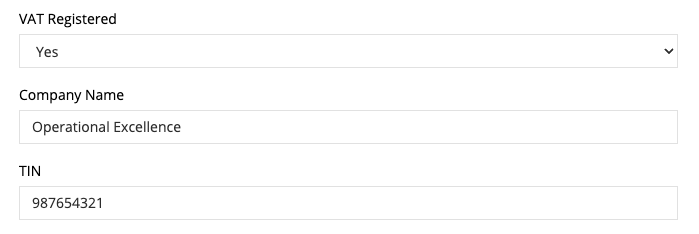 VAT Registered
Yes
Company Name
Operational Excellence
TIN
987654321